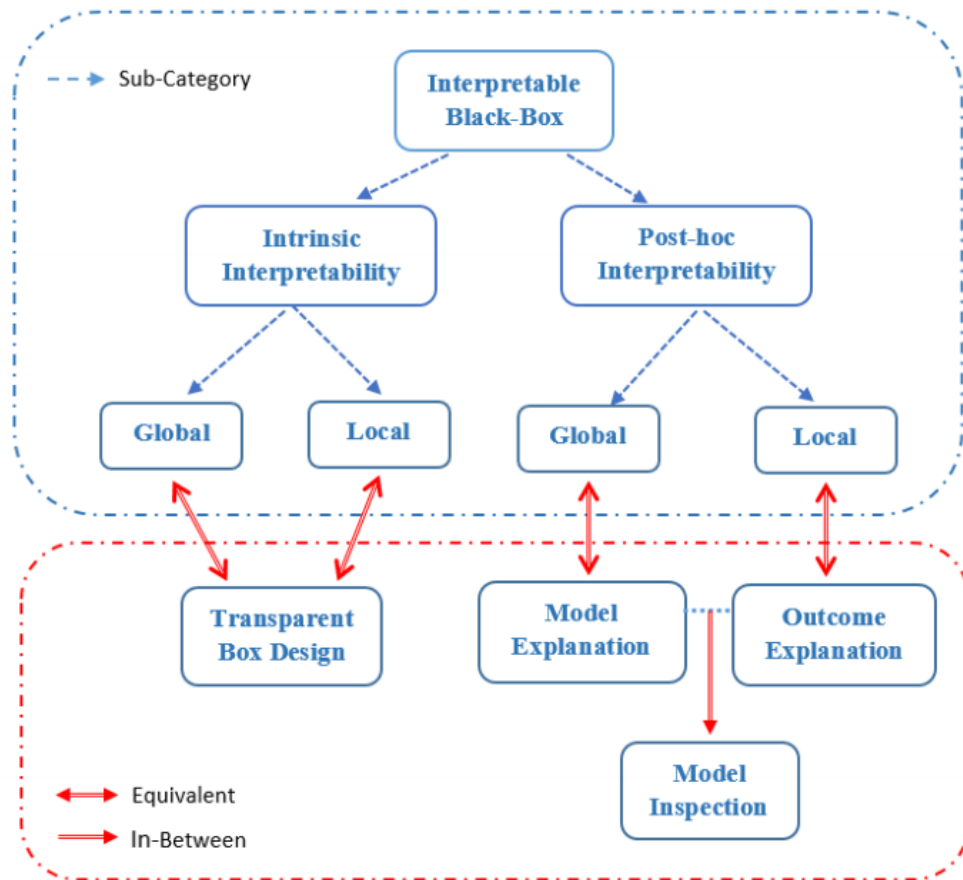 Sub-Category
Interpretable
Black-Box
Intrinsic
Interpretability
Post-hoc
Interpretability
Global
Local
Global
Local
Transparent
Box Design
Model
Explanation
Outcome
Explanation
Model
Inspection
Equivalent
In-Between